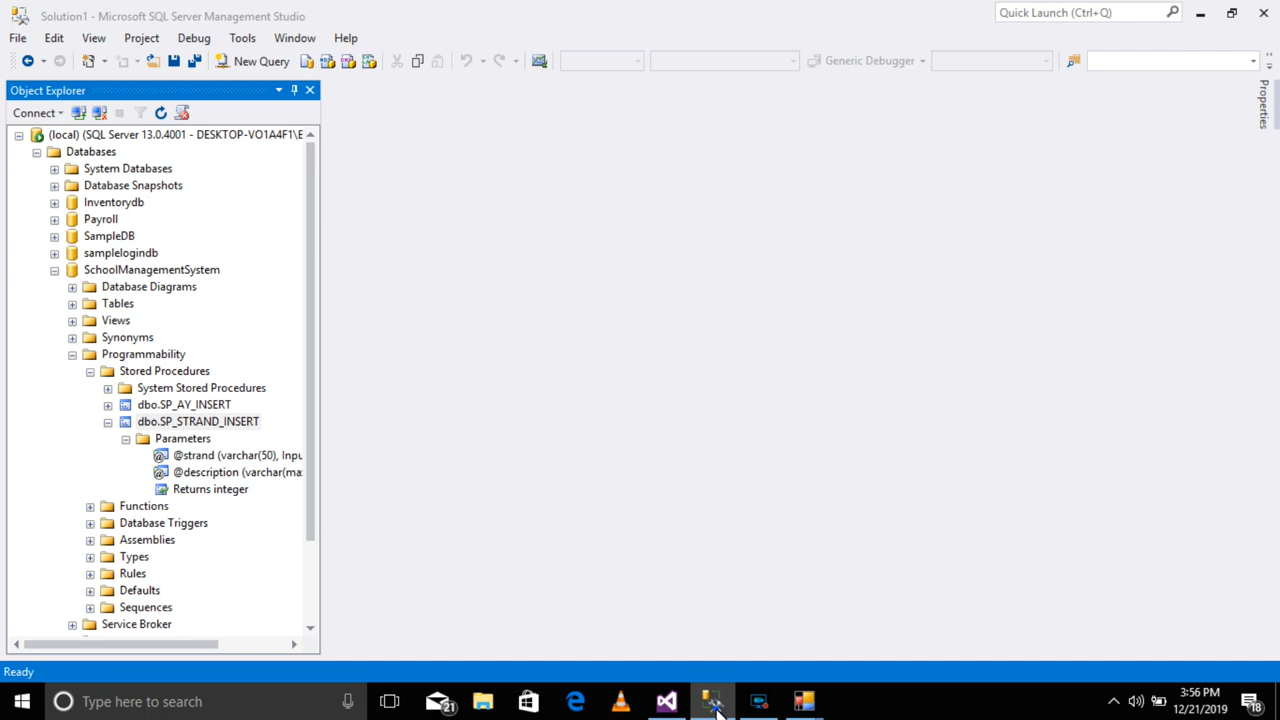 Solution1 - Microsoft SQL Server Management Studio
Quick Launch (Ctrl+Q)
File Edit View Project Debug Tools Window Help
New Query
Generic Debugger
Object Explorer
Properties
Connect
(local) (SQL Server 13.0.4001 - DESKTOP-VO1A4F1\E
Databases
System Databases
Database Snapshots
Inventorydb
Payroll
SampleDB
samplelogindb
SchoolManagementSystem
Database Diagrams
Tables
Views
Synonyms
Programmability
Stored Procedures
System Stored Procedures
dbo.SP_AY_INSERT
dbo.SP_STRAND_INSERT
Parameters
@strand (varchar(50), Inpu
@description (varchar(ma
Returns integer
Functions
Database Triggers
Assemblies
Types
Rules
Defaults
Sequences
Service Broker
Ready
Type here to search
21
3:56 PM
12/21/2019
18